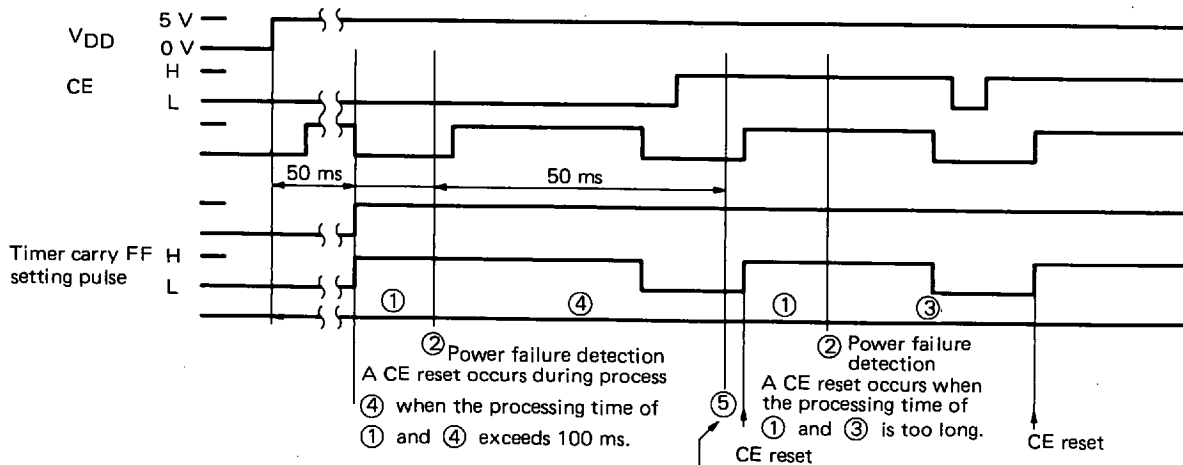 5 V
VDD
0 V
H
CE
L
50 ms
50 ms
Timer carry FF H
setting pulse
L
① ④ ① ③
② Power failure detection
A CE reset occurs during process
④ when the processing time of
① and ④ exceeds 100 ms.
⑤
② Power failure
detection
A CE reset occurs when
the processing time of
① and ③ is too long.
CE reset
CE reset